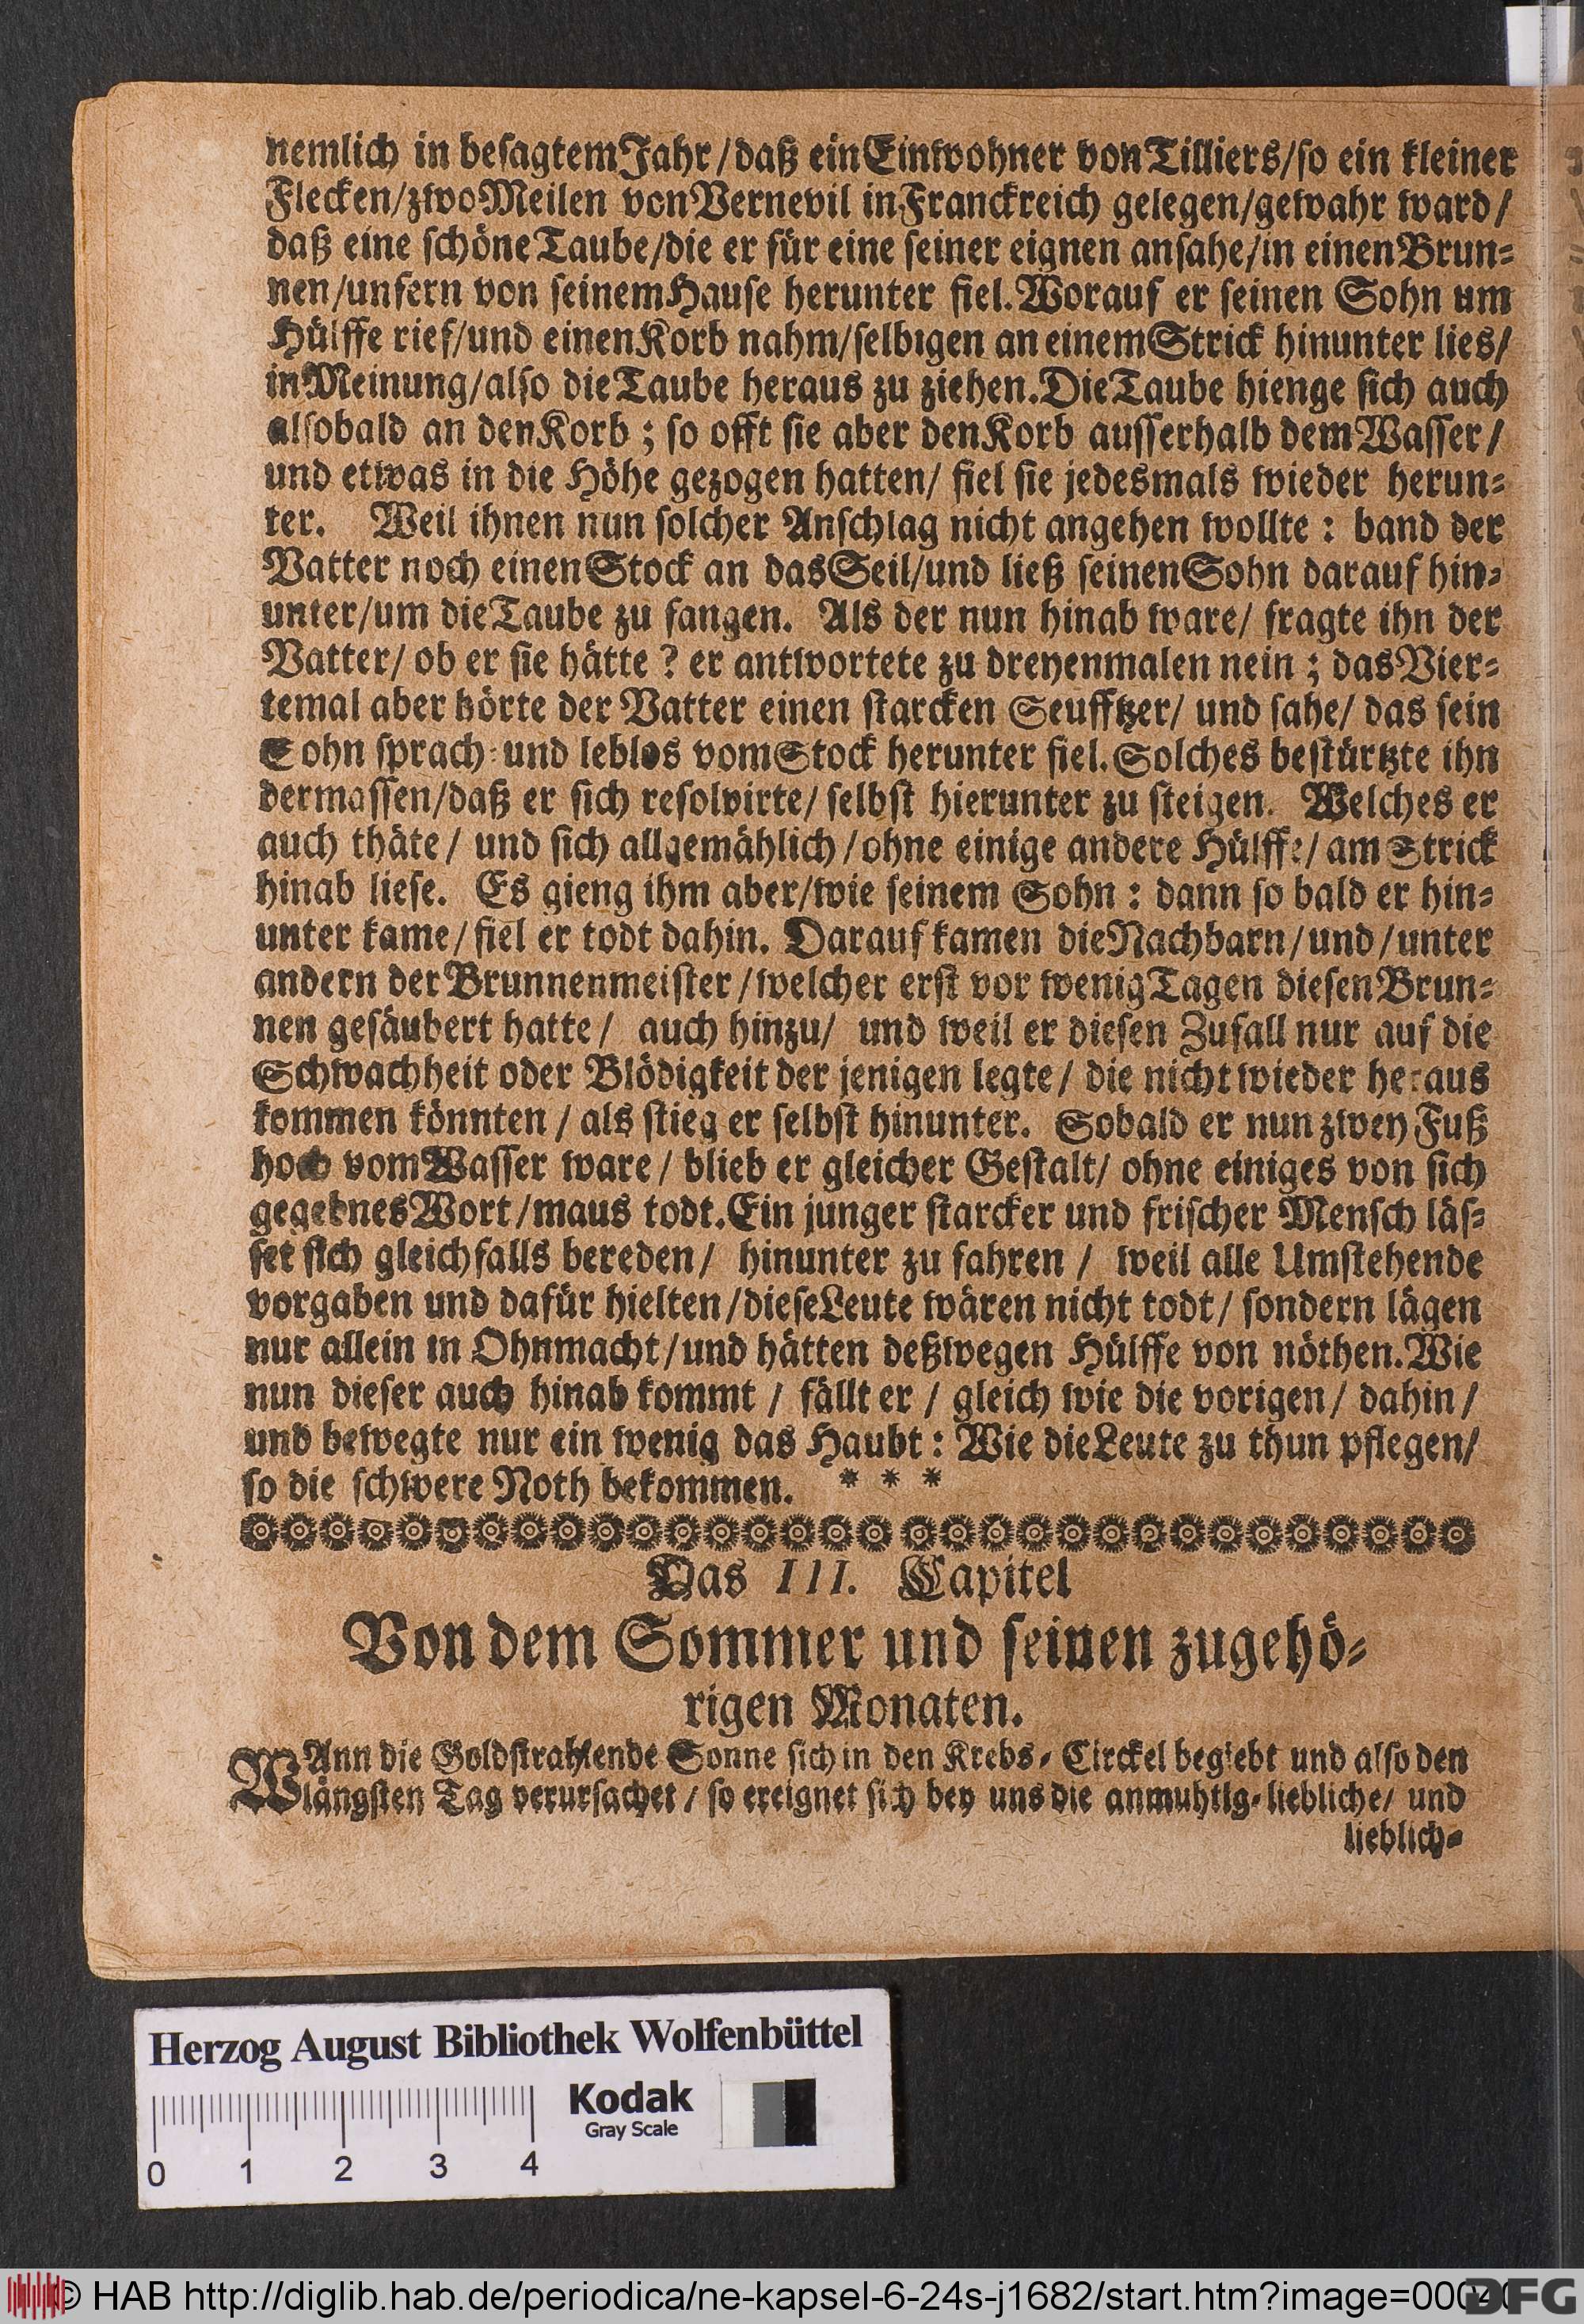 nemlich in beſagtem Jahr / daß ein Einwohner von Tilliers / ſo ein kleiner
Flecken / zwo Meilen von Vernevil in Franckreich gelegen / gewahr ward /
daß eine ſchöne Taube / die er für eine ſeiner eignen anſahe / in einen Brun⸗
nen / unfern von ſeinem Hauſe herunter fiel. Worauf er ſeinen Sohn um
Hülffe rief / und einen Korb nahm / ſelbigen an einem Strick hinunter lies /
in Meinung / alſo die Taube heraus zu ziehen. Die Taube hienge ſich auch
alſobald an den Korb ; ſo offt ſie aber den Korb auſſerhalb dem Waſſer /
und etwas in die Höhe gezogen hatten / fiel ſie jedesmals wieder herun⸗
ter. Weil ihnen nun ſolcher Anſchlag nicht angehen wollte : band der
Vatter noch einen Stock an das Seil / und ließ ſeinen Sohn darauf hin⸗
unter / um die Taube zu fangen. Als der nun hinab ware / fragte ihn der
Vatter / ob er ſie hätte ? er antwortete zu dreyenmalen nein ; das Vier⸗
temal aber hörte der Vatter einen ſtarcken Seufftzer / und ſahe / das ſein
Sohn ſprach⸗ und leblos vom Stock herunter fiel. Solches beſtürtzte ihn
dermaſſen / daß er ſich reſolvirte / ſelbſt hierunter zu ſteigen. Welches er
auch thäte / und ſich allgemählich / ohne einige andere Hülffe / am Strick
hinab lieſe. Es gieng ihm aber / wie ſeinem Sohn : dann ſo bald er hin⸗
unter kame / fiel er todt dahin. Darauf kamen die Nachbarn / und / unter
andern der Brunnenmeiſter / welcher erſt vor wenig Tagen dieſen Brun⸗
nen geſäubert hatte / auch hinzu / und weil er dieſen Zufall nur auf die
Schwachheit oder Blödigkeit der jenigen legte / die nicht wieder heraus
kommen könnten / als ſtieg er ſelbſt hinunter. Sobald er nun zwey Fuß
hoch vom Waſſer ware / blieb er gleicher Geſtalt / ohne einiges von ſich
gegebnes Wort / maus todt. Ein junger ſtarcker und friſcher Menſch läſ⸗
ſet ſich gleichfalls bereden / hinunter zu fahren / weil alle Umſtehende
vorgaben und dafür hielten / dieſe Leute wären nicht todt / ſondern lägen
nur allein in Ohnmacht / und hätten deßwegen Hülffe von nöthen. Wie
nun dieſer auch hinab kommt / fällt er / gleich wie die vorigen / dahin /
und bewegte nur ein wenig das Haubt : Wie die Leute zu thun pflegen /
ſo die ſchwere Noth bekommen. * * *
Das III. Capitel
Von dem Sommer und ſeinen zugehö⸗
rigen Monaten.
WAnn die Goldſtrahlende Sonne ſich in den Krebs⸗Circkel begiebt und alſo den
längſten Tag verurſachet / ſo ereignet ſich bey uns die anmuhtig⸗liebliche / und
lieblich⸗
Herzog August Bibliothek Wolfenbüttel
Kodak
Gray Scale
0 1 2 3 4
© HAB http://diglib.hab.de/periodica/ne-kapsel-6-24s-j1682/start.htm?image=00040
DFG